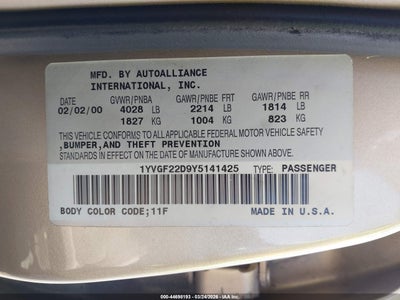 MFD. BY AUTOALLIANCE
INTERNATIONAL, INC.
DATE GVWR/PNBA GAWR/PNBE FRT GAWR/PNBE RR
02/02/00 4028 LB 2214 LB 1814 LB
1827 KG 1004 KG 823 KG
THIS VEHICLE CONFORMS TO ALL APPLICABLE FEDERAL MOTOR VEHICLE SAFETY
,BUMPER,AND THEFT PREVENTION
STANDARDS IN EFFECT ON THE DATE OF MANUFACTURE SHOWN ABOVE.
1YVGF22D9Y5141425 TYPE: PASSENGER
BODY COLOR CODE;11F MADE IN U.S.A.
000-44698193 - 03/24/2026 - IAA Inc.